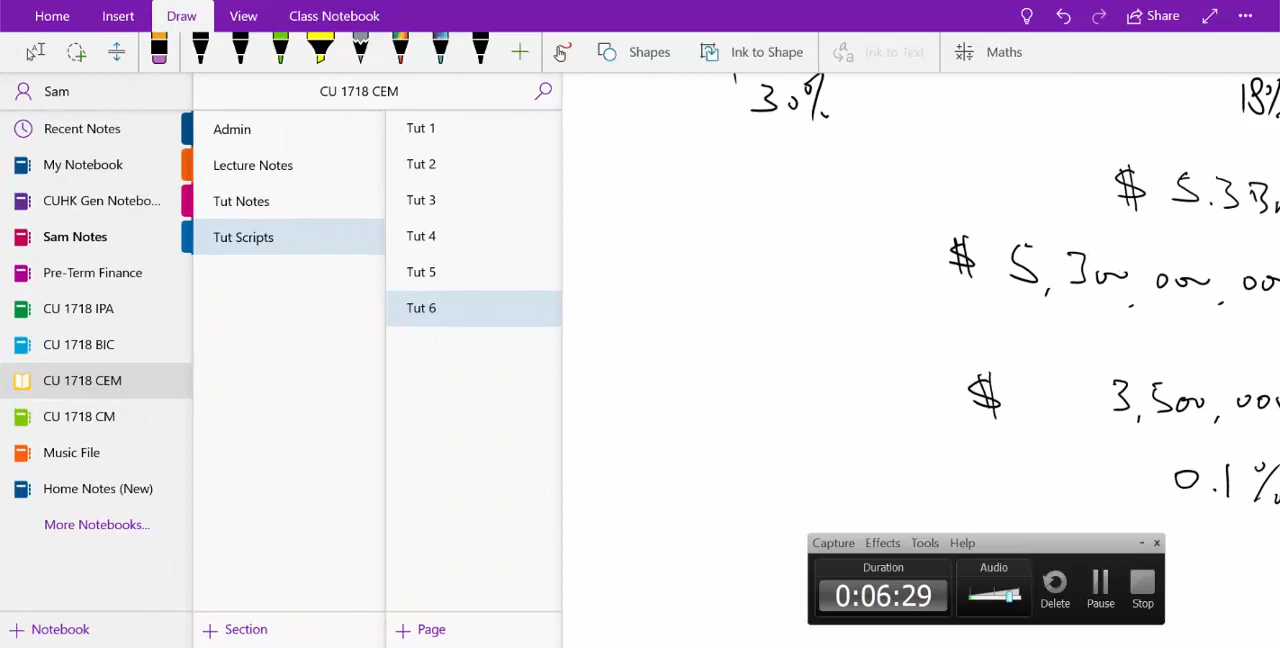 Home Insert Draw View Class Notebook Share
Shapes Ink to Shape Ink to Text Maths
Sam CU 1718 CEM
Recent Notes
My Notebook
CUHK Gen Notebo...
Sam Notes
Pre-Term Finance
CU 1718 IPA
CU 1718 BIC
CU 1718 CEM
CU 1718 CM
Music File
Home Notes (New)
More Notebooks...
Notebook
Admin
Lecture Notes
Tut Notes
Tut Scripts
Section
Tut 1
Tut 2
Tut 3
Tut 4
Tut 5
Tut 6
Page
30% 18%
$ 5.33
$ 5,300,000,00
$ 3,500,000
0.1%
Capture Effects Tools Help
Duration Audio
0:06:29 Delete Pause Stop